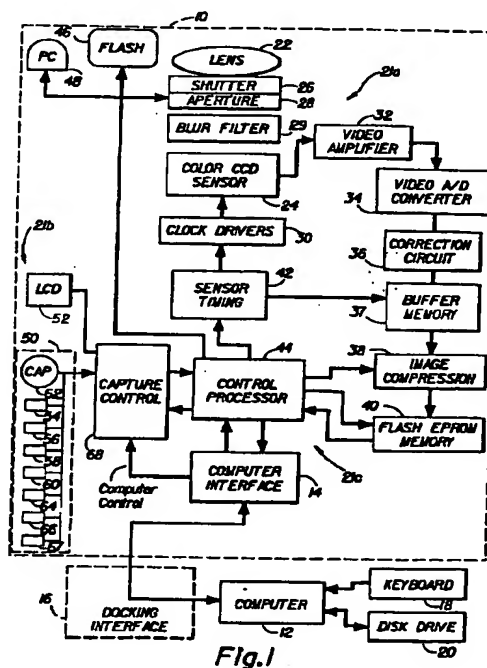 10
46
FLASH
22
LENS
PC
48
SHUTTER 26
APERTURE 28
21a
BLUR FILTER 29
32
VIDEO
AMPLIFIER
COLOR CCD
SENSOR
24
VIDEO A/D
CONVERTER
34
21b
CLOCK DRIVERS
30
36
CORRECTION
CIRCUIT
LCD
52
SENSOR
TIMING
42
BUFFER
MEMORY
37
50
44
38
IMAGE
COMPRESSION
CAP
CAPTURE
CONTROL
68
CONTROL
PROCESSOR
40
FLASH EPROM
MEMORY
21c
Computer
Control
COMPUTER
INTERFACE
14
16
DOCKING
INTERFACE
COMPUTER
12
KEYBOARD
18
DISK DRIVE
20
Fig.1